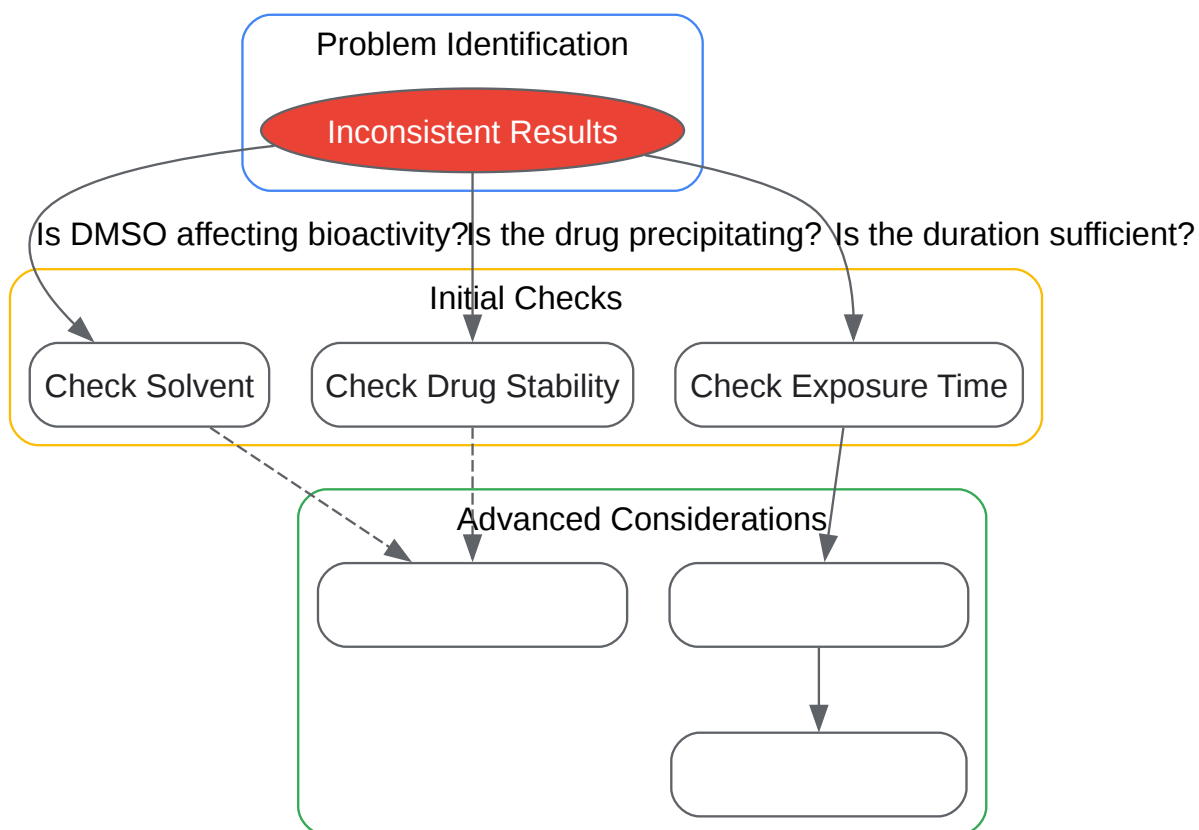 Problem Identification
Inconsistent Results
Is DMSO affecting bioactivity?
Is the drug precipitating?
Is the duration sufficient?
Initial Checks
Check Solvent
Check Drug Stability
Check Exposure Time
Advanced Considerations